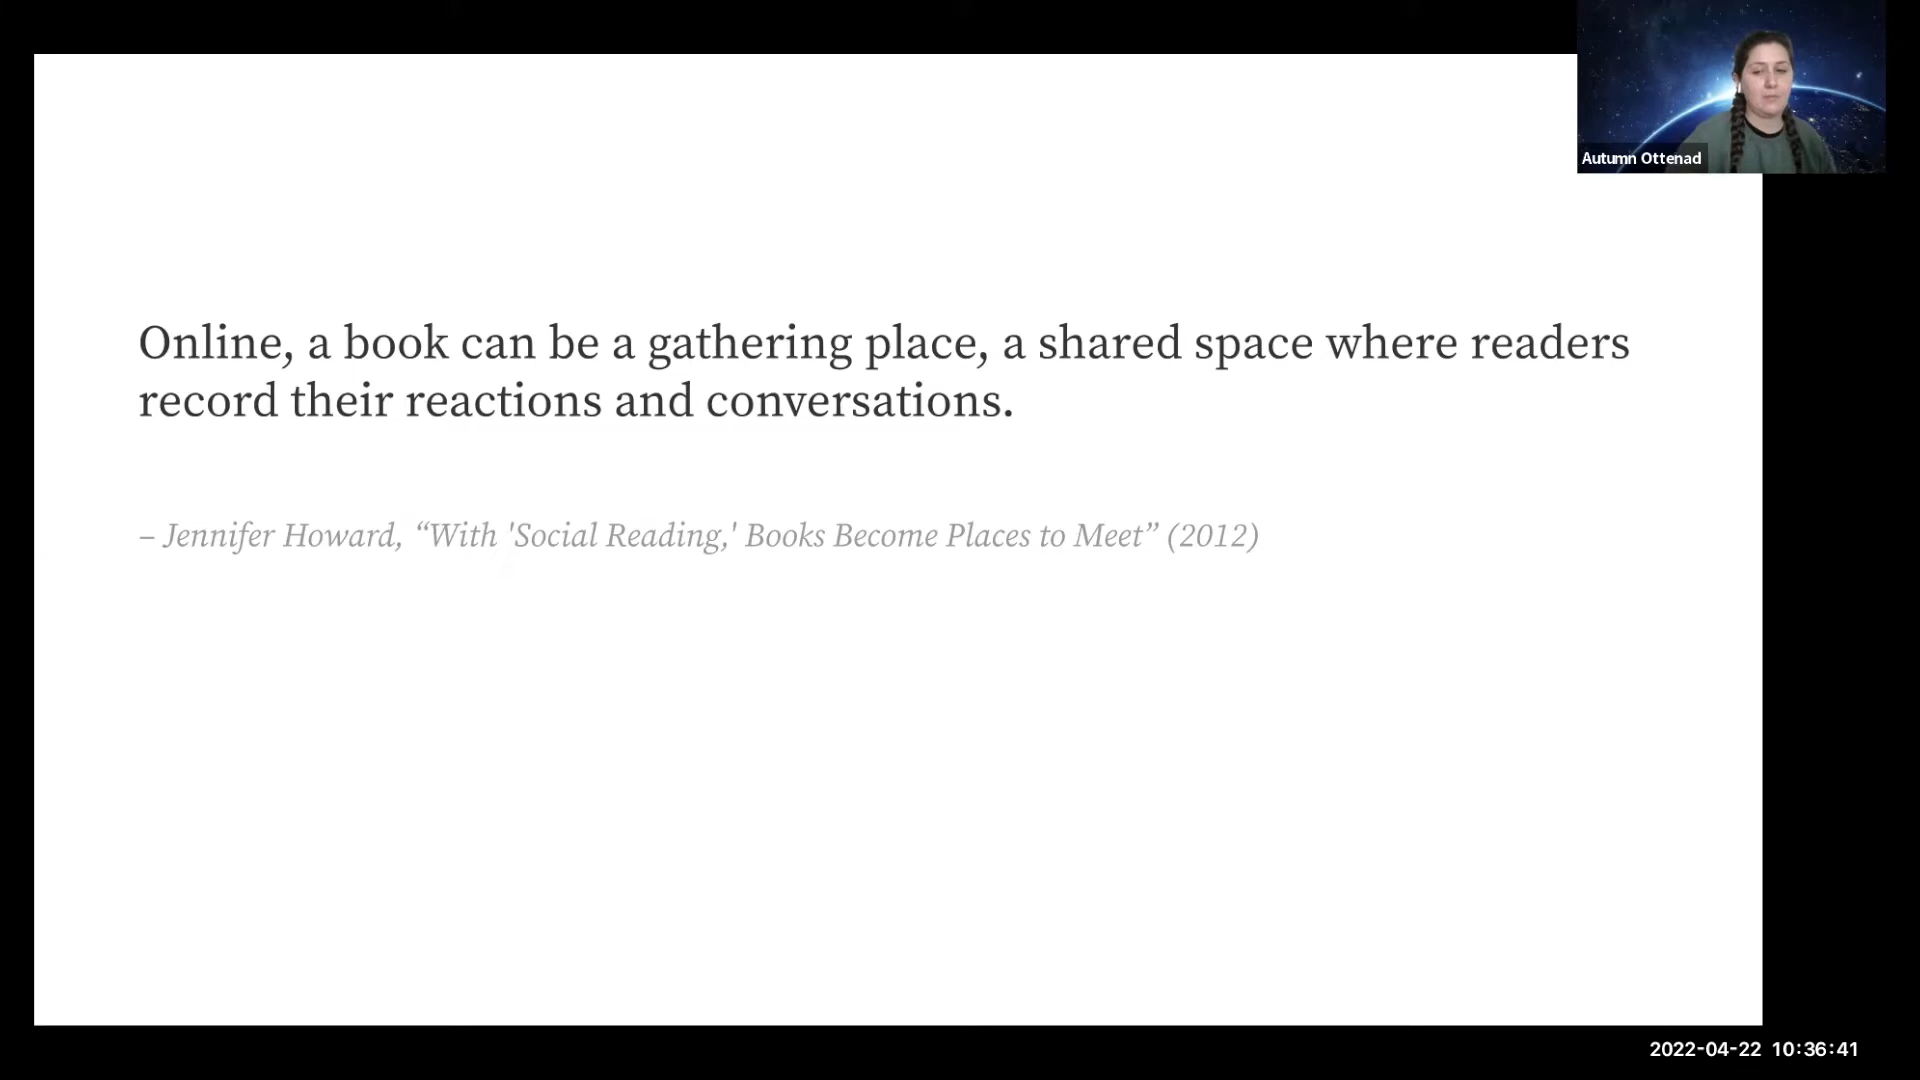 Autumn Ottenad
Online, a book can be a gathering place, a shared space where readers
record their reactions and conversations.
– Jennifer Howard, “With 'Social Reading,' Books Become Places to Meet” (2012)
2022-04-22 10:36:41